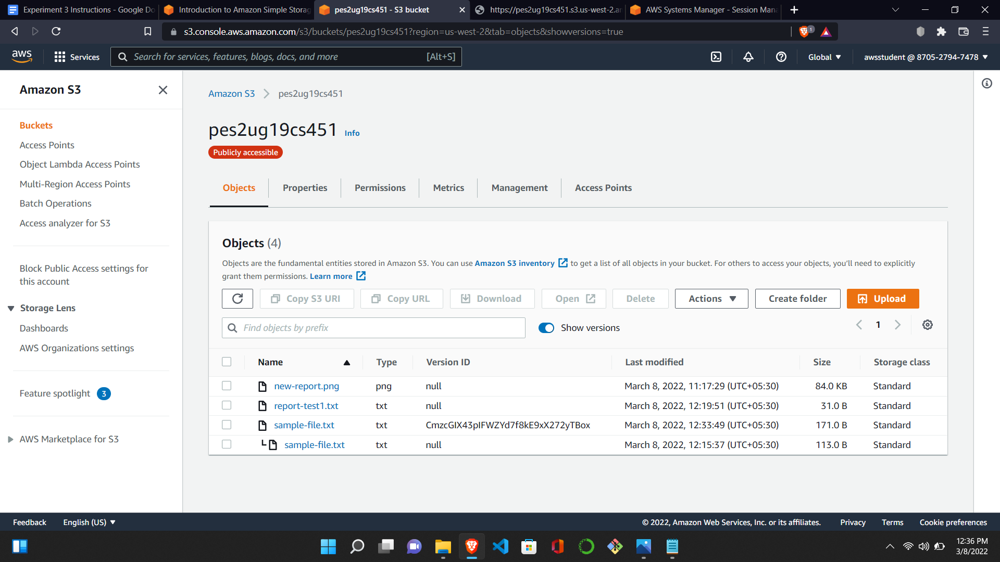 Experiment 3 Instructions - Google Do
Introduction to Amazon Simple Storag
pes2ug19cs451 - S3 bucket
https://pes2ug19cs451.s3.us-west-2.ar
AWS Systems Manager - Session Mana
s3.console.aws.amazon.com/s3/buckets/pes2ug19cs451?region=us-west-2&tab=objects&showversions=true
1
aws
Services
Search for services, features, blogs, docs, and more
[Alt+S]
Global
awsstudent @ 8705-2794-7478
Amazon S3
Buckets
Access Points
Object Lambda Access Points
Multi-Region Access Points
Batch Operations
Access analyzer for S3
Block Public Access settings for
this account
Storage Lens
Dashboards
AWS Organizations settings
Feature spotlight 3
AWS Marketplace for S3
Amazon S3 > pes2ug19cs451
pes2ug19cs451 Info
Publicly accessible
Objects Properties Permissions Metrics Management Access Points
Objects (4)
Objects are the fundamental entities stored in Amazon S3. You can use Amazon S3 inventory to get a list of all objects in your bucket. For others to access your objects, you'll need to explicitly
grant them permissions. Learn more
Copy S3 URI Copy URL Download Open Delete Actions Create folder Upload
Find objects by prefix Show versions 1
Name Type Version ID Last modified Size Storage class
new-report.png png null March 8, 2022, 11:17:29 (UTC+05:30) 84.0 KB Standard
report-test1.txt txt null March 8, 2022, 12:19:51 (UTC+05:30) 31.0 B Standard
sample-file.txt txt CmzcGIX43pIFWZYd7f8kE9xX272yTBox March 8, 2022, 12:33:49 (UTC+05:30) 171.0 B Standard
sample-file.txt txt null March 8, 2022, 12:15:37 (UTC+05:30) 113.0 B Standard
Feedback English (US) © 2022, Amazon Web Services, Inc. or its affiliates. Privacy Terms Cookie preferences
12:36 PM
3/8/2022